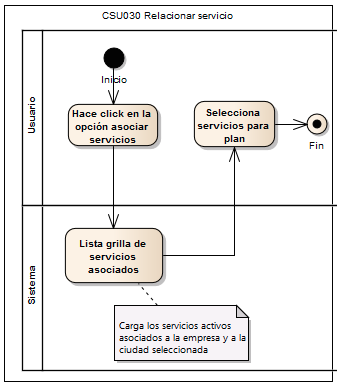 CSU030 Relacionar servicio
Usuario
Inicio
Hace click en la
opción asociar
servicios
Selecciona
servicios para
plan
Fin
Sistema
Lista grilla de
servicios
asociados
Carga los servicios activos
asociados a la empresa y a la
ciudad seleccionada